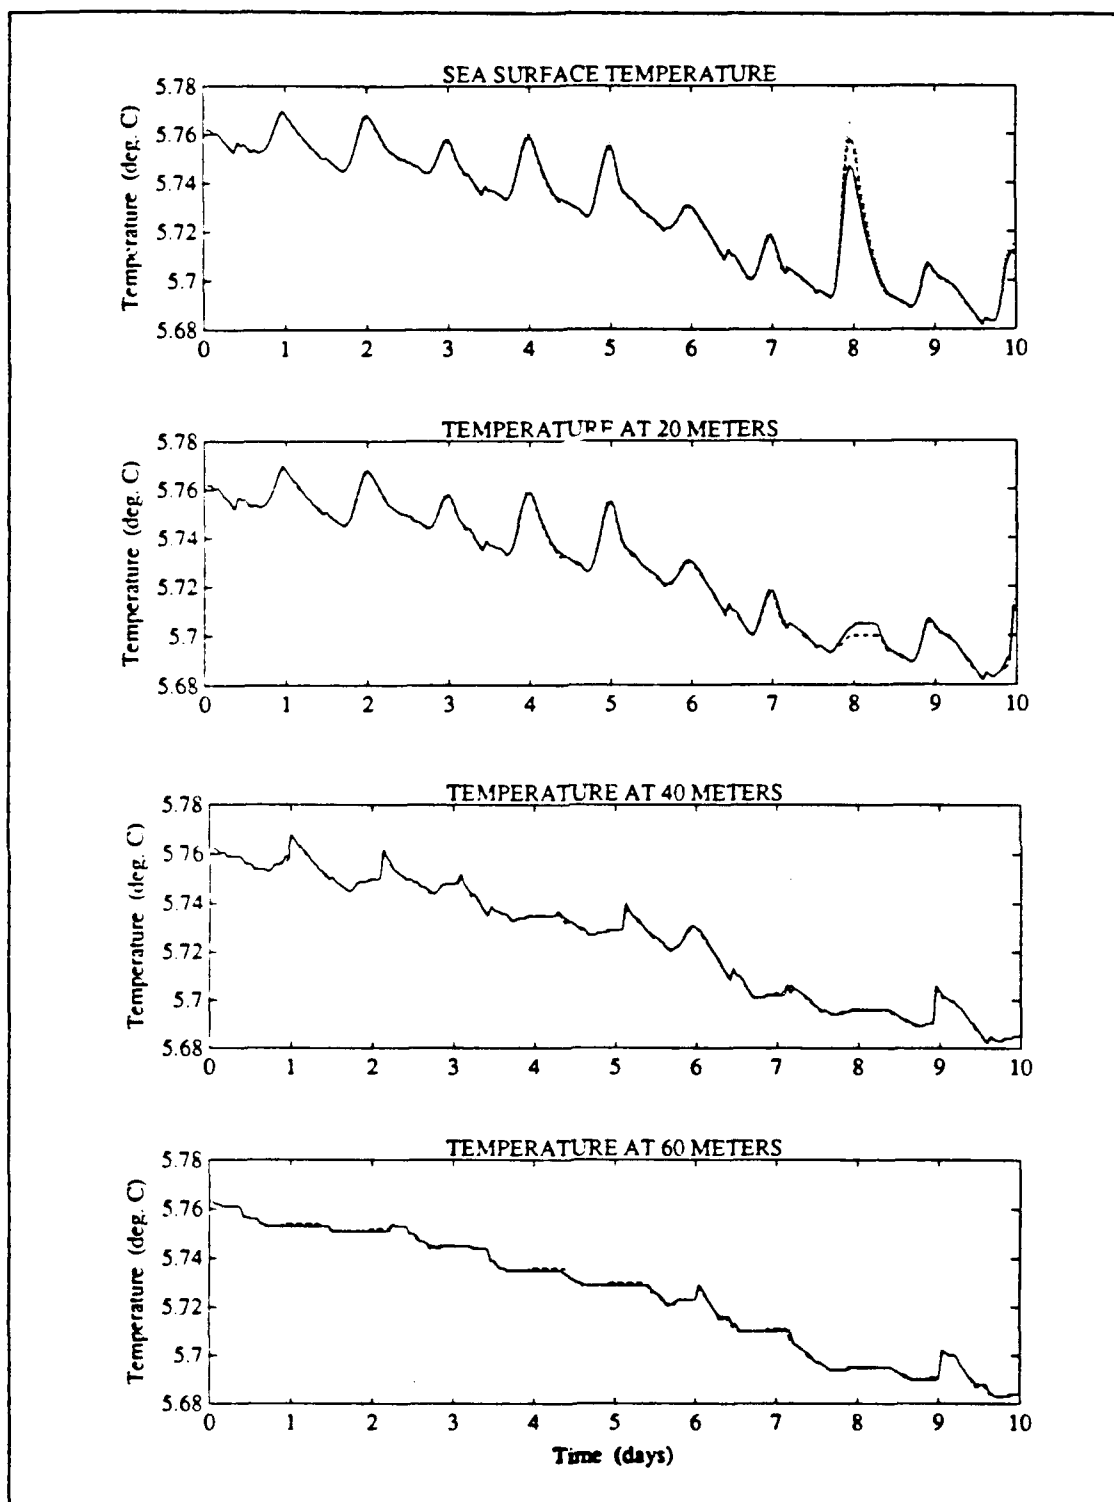 SEA SURFACE TEMPERATURE
Temperature (deg. C)
5.78
5.76
5.74
5.72
5.7
5.68
0 1 2 3 4 5 6 7 8 9 10
TEMPERATURE AT 20 METERS
Temperature (deg. C)
5.78
5.76
5.74
5.72
5.7
5.68
0 1 2 3 4 5 6 7 8 9 10
TEMPERATURE AT 40 METERS
Temperature (deg. C)
5.78
5.76
5.74
5.72
5.7
5.68
0 1 2 3 4 5 6 7 8 9 10
TEMPERATURE AT 60 METERS
Temperature (deg. C)
5.78
5.76
5.74
5.72
5.7
5.68
0 1 2 3 4 5 6 7 8 9 10
Time (days)